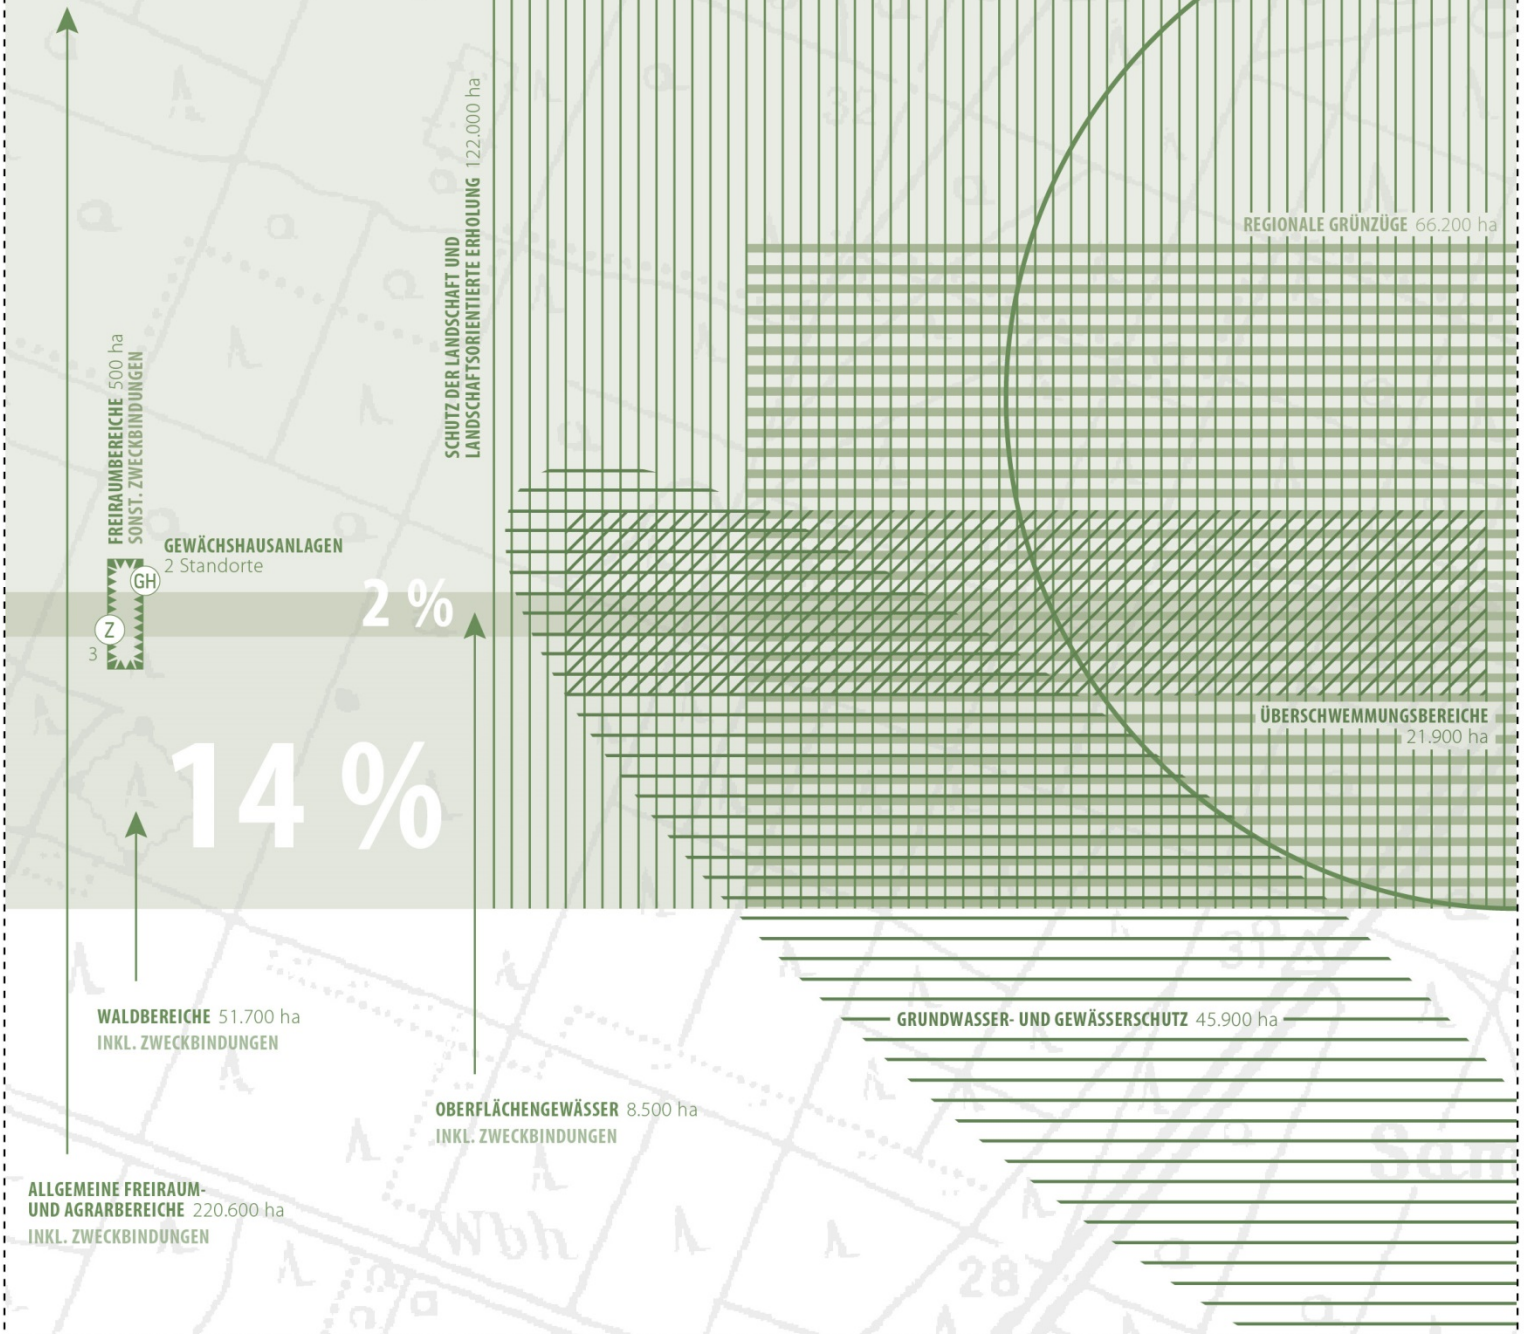 SCHUTZ DER LANDSCHAFT UND
LANDSCHAFTSORIENTIERTE ERHOLUNG 122.000 ha
32
REGIONALE GRÜNZÜGE 66.200 ha
FREIRAUMBEREICHE 500 ha
SONST. ZWECKBINDUNGEN
GEWÄCHSHAUSANLAGEN
2 Standorte
GH
Z
3
2 %
14 %
ÜBERSCHWEMMUNGSBEREICHE
21.900 ha
WALDBEREICHE 51.700 ha
INKL. ZWECKBINDUNGEN
GRUNDWASSER- UND GEWÄSSERSCHUTZ 45.900 ha
OBERFLÄCHENGEWÄSSER 8.500 ha
INKL. ZWECKBINDUNGEN
ALLGEMEINE FREIRAUM-
UND AGRARBEREICHE 220.600 ha
INKL. ZWECKBINDUNGEN
Wbh
28